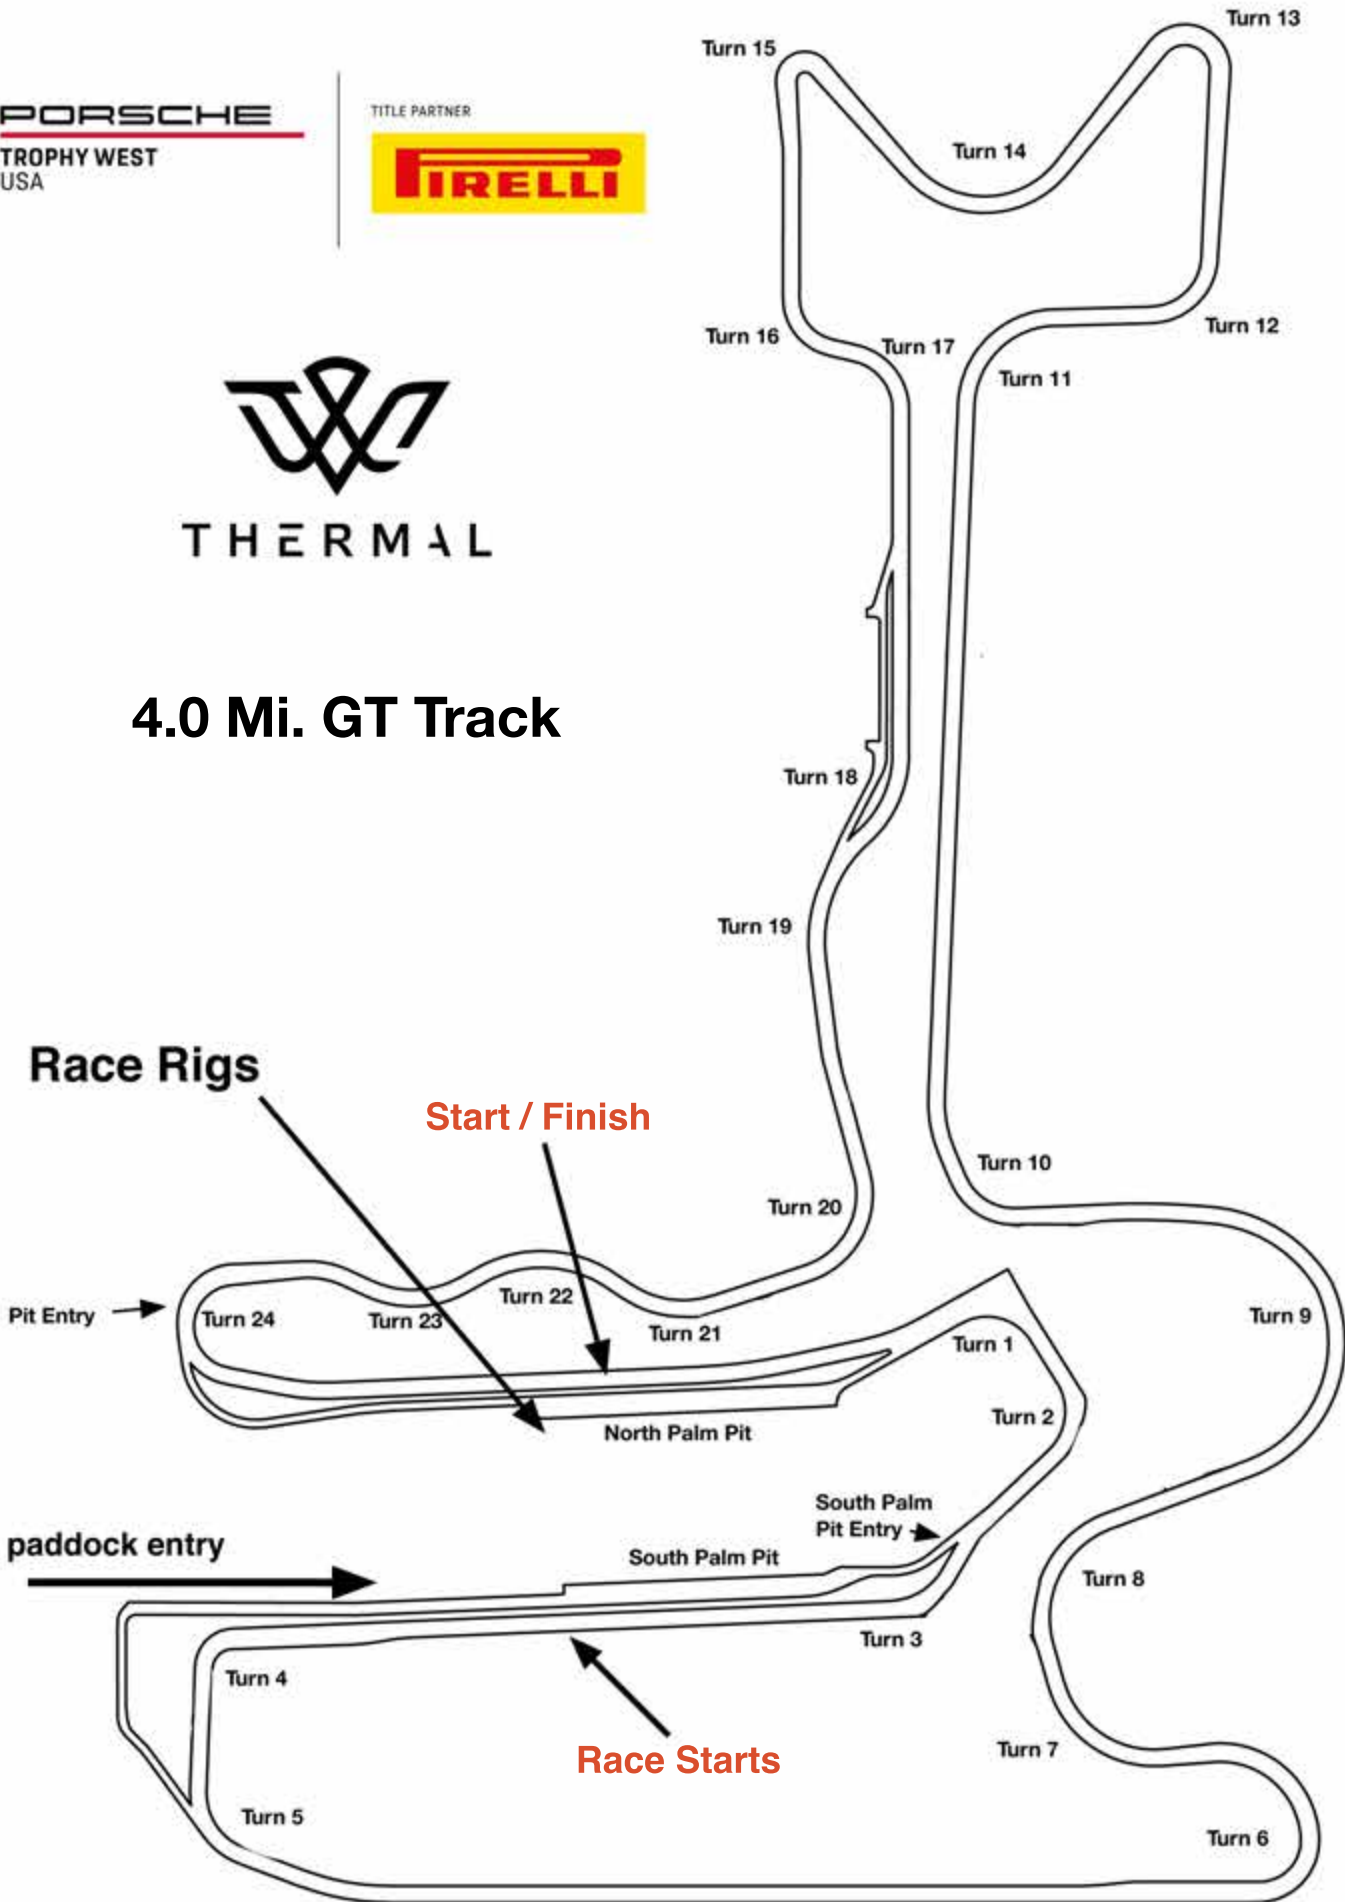 Turn 13
Turn 15
PORSCHE
TROPHY WEST
USA
TITLE PARTNER
PIRELLI
Turn 14
Turn 12
Turn 16
Turn 17
Turn 11
THERMAL
4.0 Mi. GT Track
Turn 18
Turn 19
Race Rigs
Start / Finish
Turn 10
Turn 20
Turn 22
Pit Entry
Turn 24
Turn 23
Turn 21
Turn 9
Turn 1
Turn 2
North Palm Pit
South Palm
Pit Entry
paddock entry
South Palm Pit
Turn 8
Turn 3
Turn 4
Turn 7
Race Starts
Turn 5
Turn 6